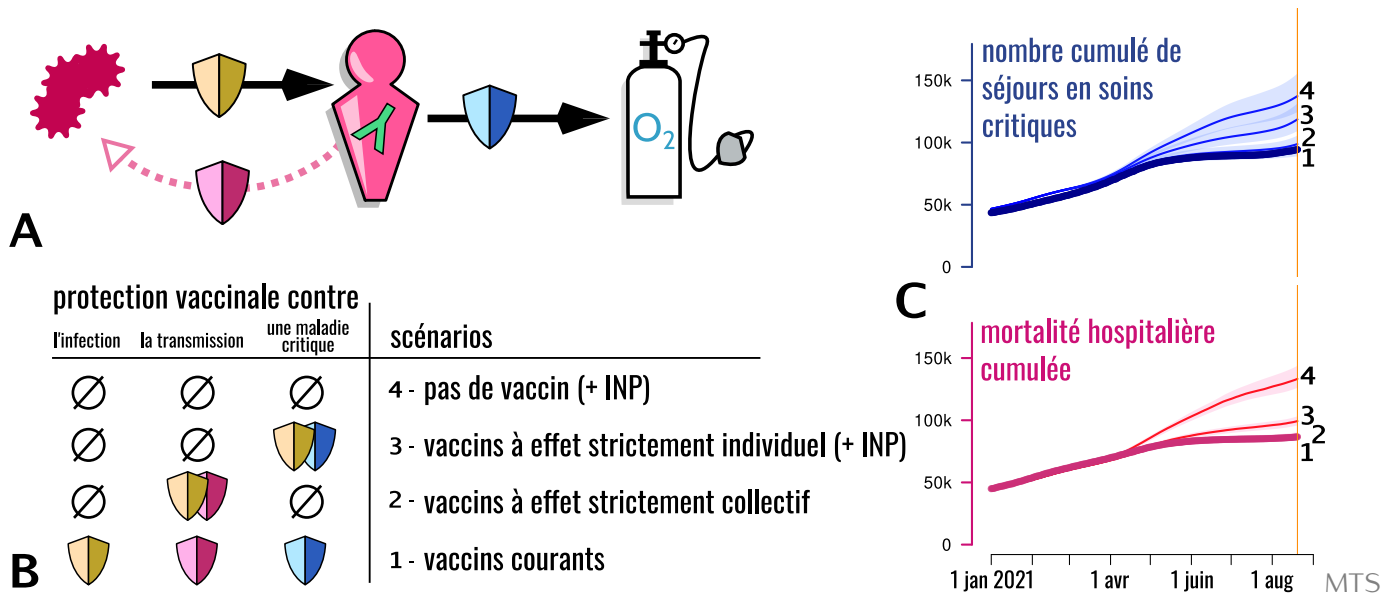 O2
A
protection vaccinale contre
l'infection
la transmission
une maladie
critique
scénarios
4 - pas de vaccin (+ INP)
3 - vaccins à effet strictement individuel (+ INP)
2 - vaccins à effet strictement collectif
1 - vaccins courants
B
nombre cumulé de
séjours en soins
critiques
150k
100k
50k
0
4
3
2
1
C
mortalité hospitalière
cumulée
150k
100k
50k
0
4
3
2
1
1 jan 2021
1 avr
1 juin
1 aug
MTS